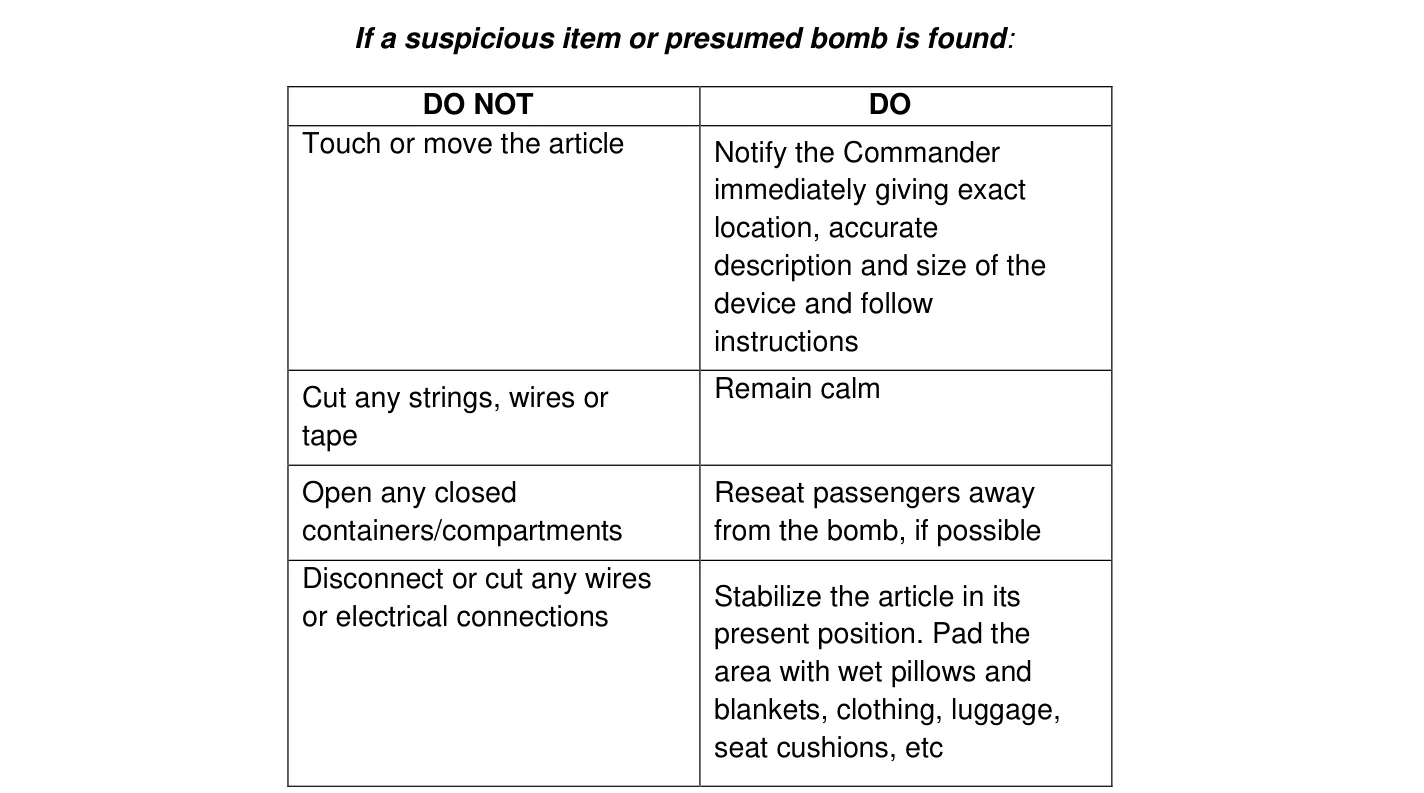 If a suspicious item or presumed bomb is found:
DO NOT
DO
Touch or move the article
Notify the Commander
immediately giving exact
location, accurate
description and size of the
device and follow
instructions
Cut any strings, wires or
tape
Remain calm
Open any closed
containers/compartments
Reseat passengers away
from the bomb, if possible
Disconnect or cut any wires
or electrical connections
Stabilize the article in its
present position. Pad the
area with wet pillows and
blankets, clothing, luggage,
seat cushions, etc